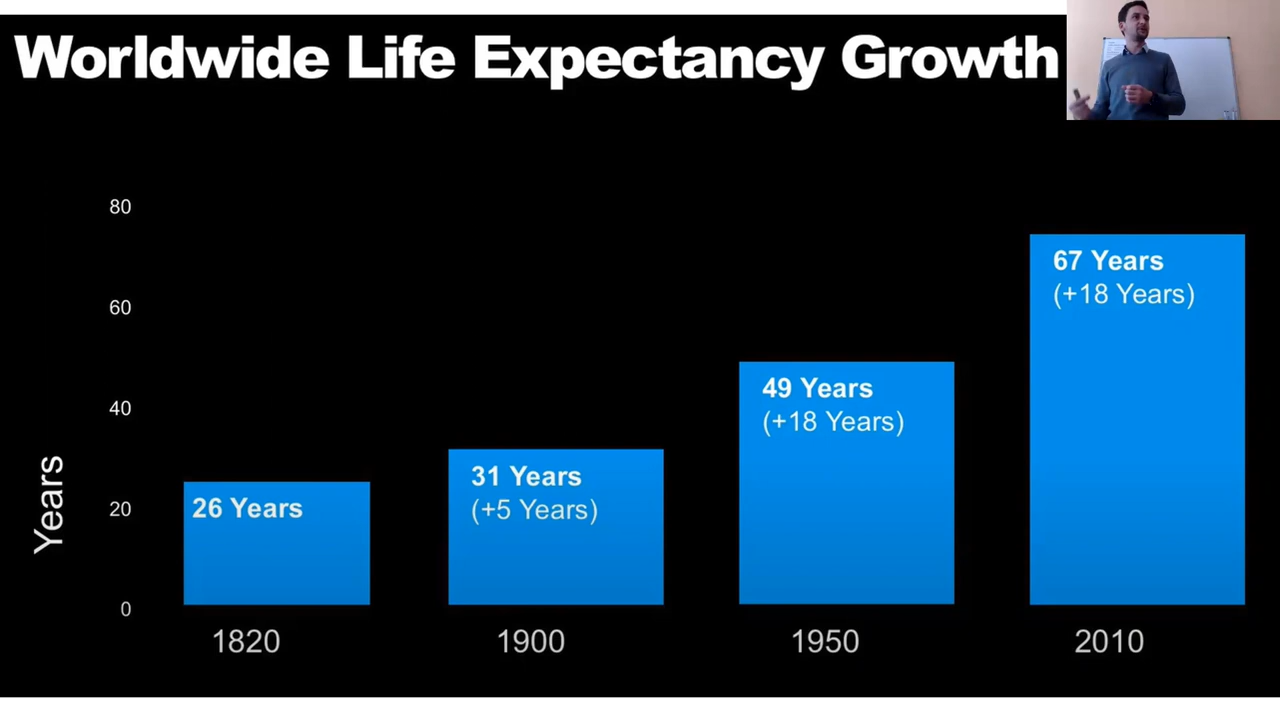 Worldwide Life Expectancy Growth
80
60
40
20
0
Years
26 Years
31 Years
(+5 Years)
49 Years
(+18 Years)
67 Years
(+18 Years)
1820
1900
1950
2010